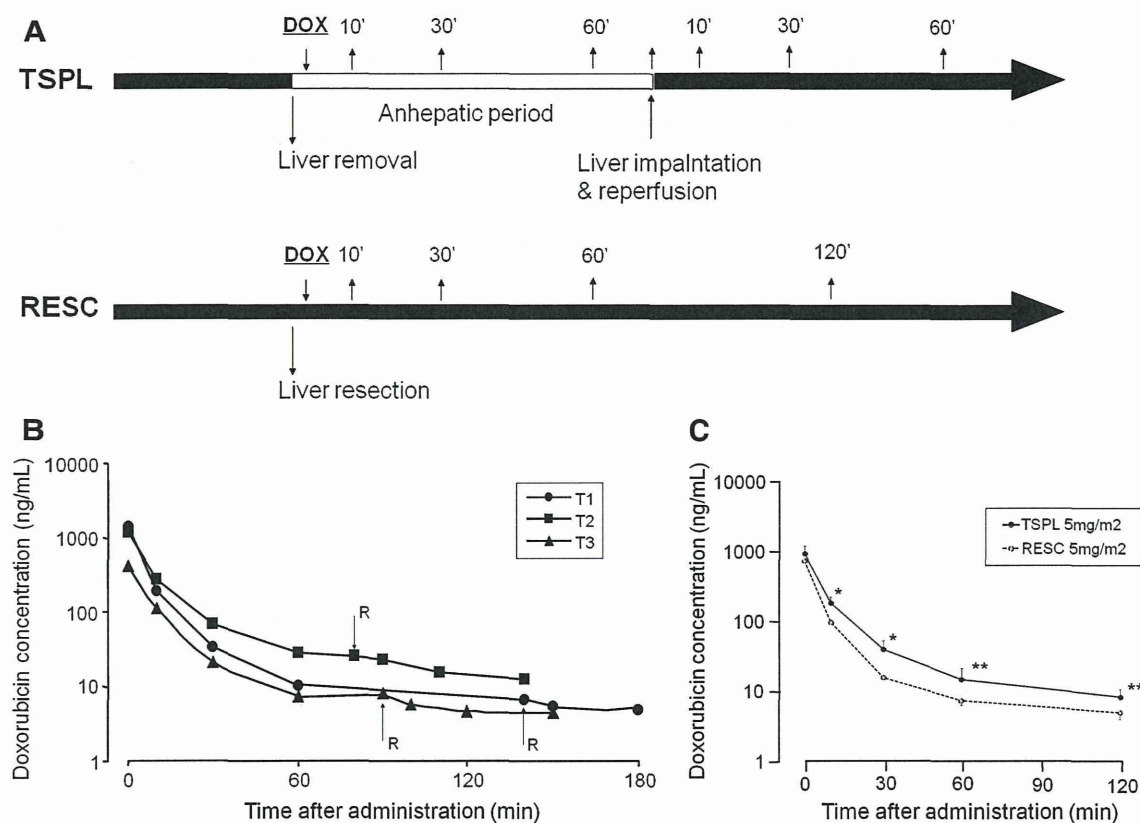 A
DOX 10' 30' 60' 10' 30' 60'
TSPL
Anhepatic period
Liver removal
Liver impalntation
& reperfusion
DOX 10' 30' 60' 120'
RESC
Liver resection
B
Doxorubicin concentration (ng/mL)
10000
1000
100
10
1
0 60 120 180
Time after administration (min)
T1
T2
T3
R
R
R
C
Doxorubicin concentration (ng/mL)
10000
1000
100
10
1
0 30 60 90 120
Time after administration (min)
TSPL 5mg/m2
RESC 5mg/m2
*
*
**
**